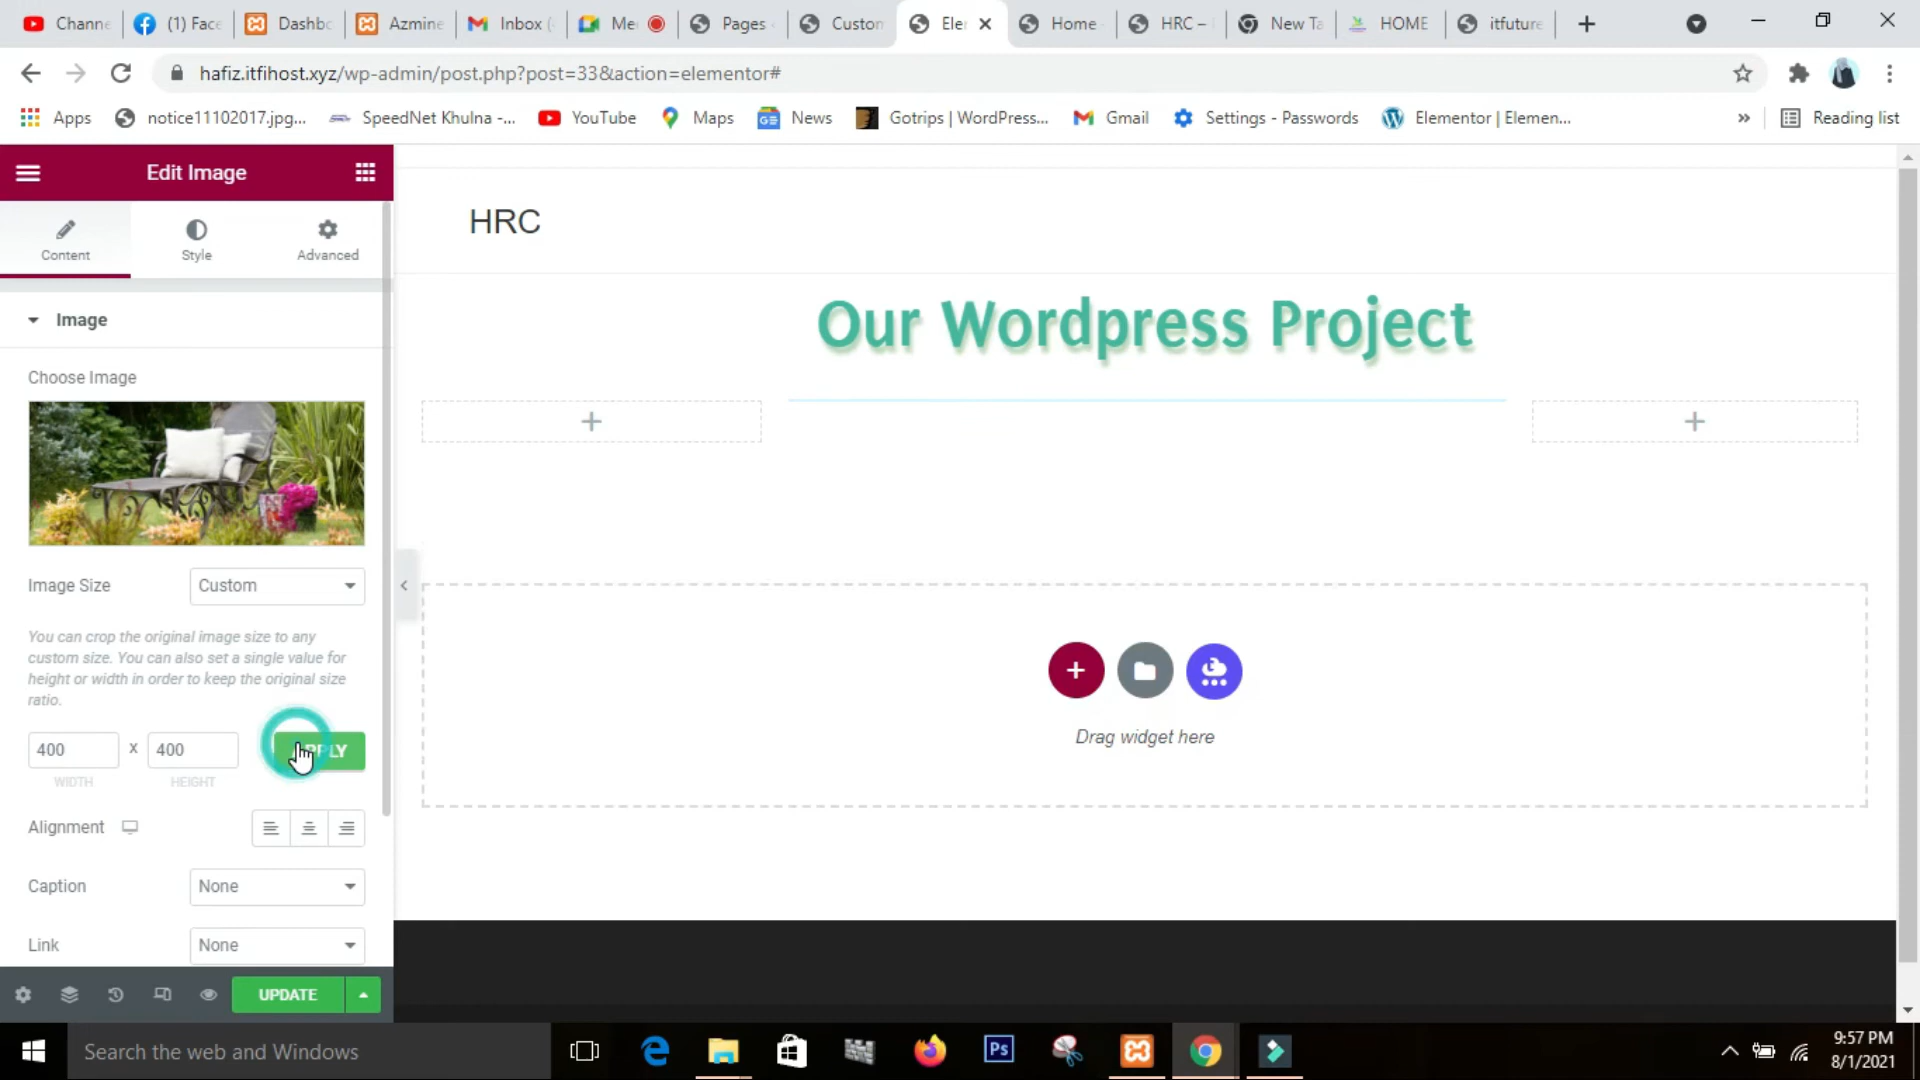 Channe
(1) Face
Dashbo
Azmine
Inbox (
Me
Pages
Custom
Ele
Home
HRC –
New Ta
HOME
itfuture
hafiz.itfihost.xyz/wp-admin/post.php?post=33&action=elementor#
Apps
notice11102017.jpg...
SpeedNet Khulna -...
YouTube
Maps
News
Gotrips | WordPress...
Gmail
Settings - Passwords
Elementor | Elemen...
»
Reading list
Edit Image
Content
Style
Advanced
HRC
Our Wordpress Project
Image
Choose Image
Image Size
Custom
You can crop the original image size to any
custom size. You can also set a single value for
height or width in order to keep the original size
ratio.
400 x 400
APPLY
WIDTH
HEIGHT
Alignment
Caption
None
Link
None
UPDATE
Drag widget here
Search the web and Windows
Ps
9:57 PM
8/1/2021